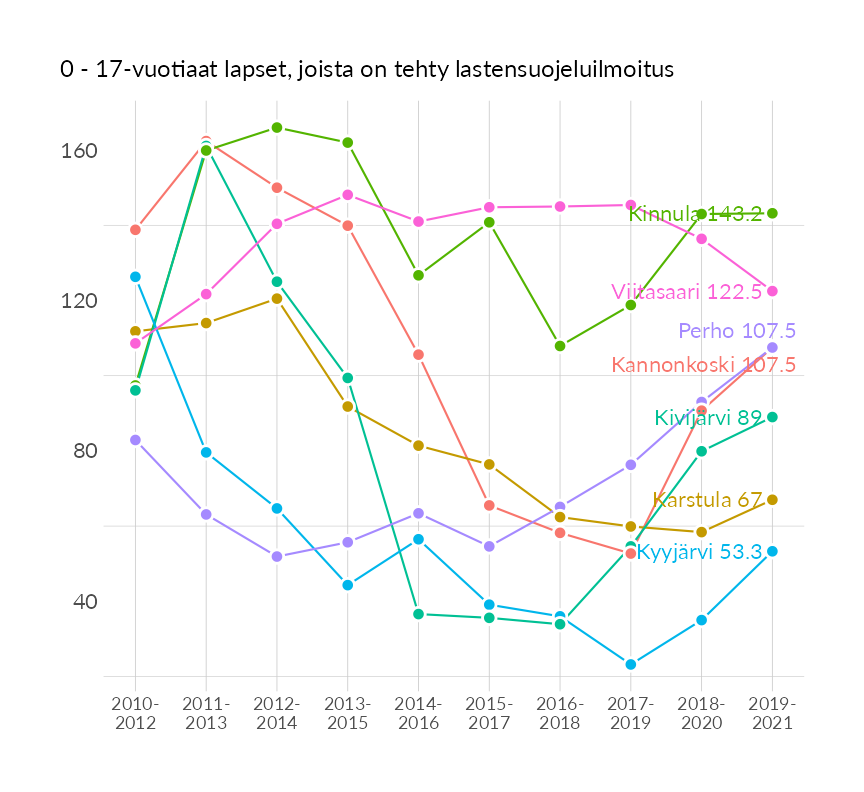 0 - 17-vuotiaat lapset, joista on tehty lastensuojeluilmoitus
160
120
80
40
Kinnula 143.2
Viitasaari 122.5
Perho 107.5
Kannonkoski 107.5
Kivijärvi 89
Karstula 67
Kyyjärvi 53.3
2010- 2011- 2012- 2013- 2014- 2015- 2016- 2017- 2018- 2019-
2012 2013 2014 2015 2016 2017 2018 2019 2020 2021